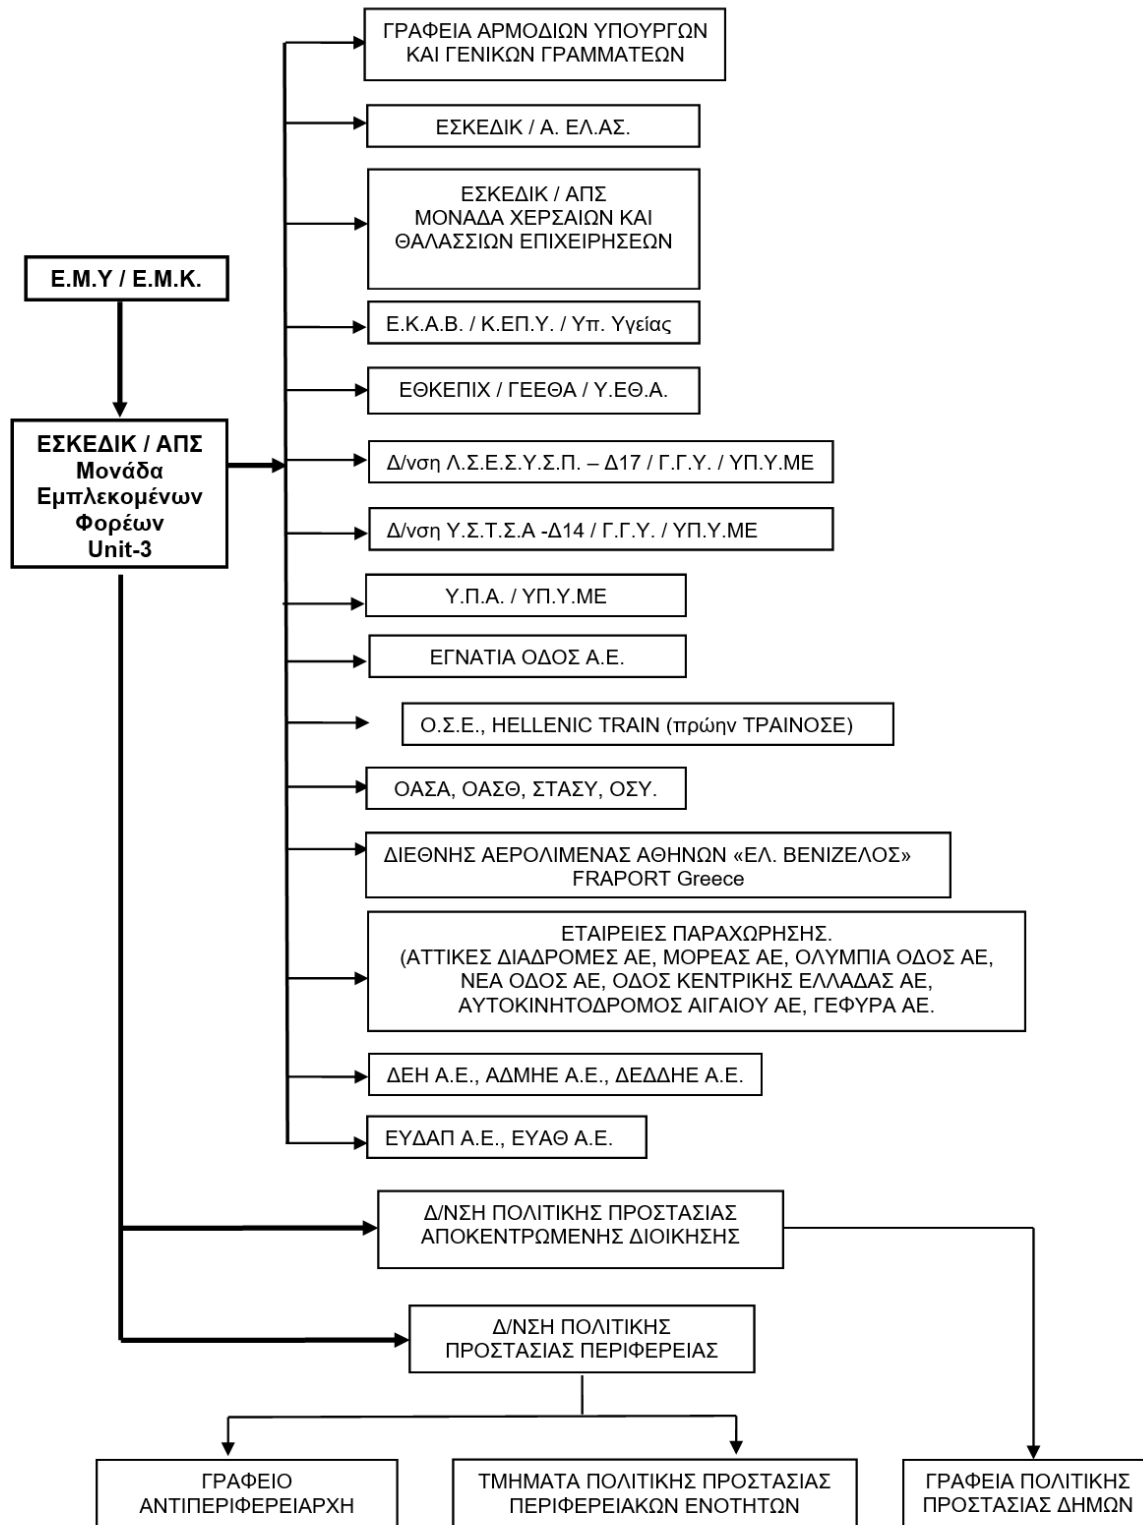 ΓΡΑΦΕΙΑ ΑΡΜΟΔΙΩΝ ΥΠΟΥΡΓΩΝ
ΚΑΙ ΓΕΝΙΚΩΝ ΓΡΑΜΜΑΤΕΩΝ
ΕΣΚΕΔΙΚ / Α. ΕΛ.ΑΣ.
ΕΣΚΕΔΙΚ / ΑΠΣ
ΜΟΝΑΔΑ ΧΕΡΣΑΙΩΝ ΚΑΙ
ΘΑΛΑΣΣΙΩΝ ΕΠΙΧΕΙΡΗΣΕΩΝ
Ε.Μ.Υ / Ε.Μ.Κ.
Ε.Κ.Α.Β. / Κ.ΕΠ.Υ. / Υπ. Υγείας
ΕΘΚΕΠΙΧ / ΓΕΕΘΑ / Υ.ΕΘ.Α.
ΕΣΚΕΔΙΚ / ΑΠΣ
Μονάδα
Εμπλεκομένων
Φορέων
Unit-3
Δ/νση Λ.Σ.Ε.Σ.Υ.Σ.Π. – Δ17 / Γ.Γ.Υ. / ΥΠ.Υ.ΜΕ
Δ/νση Υ.Σ.Τ.Σ.Α -Δ14 / Γ.Γ.Υ. / ΥΠ.Υ.ΜΕ
Υ.Π.Α. / ΥΠ.Υ.ΜΕ
ΕΓΝΑΤΙΑ ΟΔΟΣ Α.Ε.
Ο.Σ.Ε., HELLENIC TRAIN (πρώην ΤΡΑΙΝΟΣΕ)
ΟΑΣΑ, ΟΑΣΘ, ΣΤΑΣΥ, ΟΣΥ.
ΔΙΕΘΝΗΣ ΑΕΡΟΛΙΜΕΝΑΣ ΑΘΗΝΩΝ «ΕΛ. ΒΕΝΙΖΕΛΟΣ»
FRAPORT Greece
ΕΤΑΙΡΕΙΕΣ ΠΑΡΑΧΩΡΗΣΗΣ.
(ΑΤΤΙΚΕΣ ΔΙΑΔΡΟΜΕΣ ΑΕ, ΜΟΡΕΑΣ ΑΕ, ΟΛΥΜΠΙΑ ΟΔΟΣ ΑΕ,
ΝΕΑ ΟΔΟΣ ΑΕ, ΟΔΟΣ ΚΕΝΤΡΙΚΗΣ ΕΛΛΑΔΑΣ ΑΕ,
ΑΥΤΟΚΙΝΗΤΟΔΡΟΜΟΣ ΑΙΓΑΙΟΥ ΑΕ, ΓΕΦΥΡΑ ΑΕ.
ΔΕΗ Α.Ε., ΑΔΜΗΕ Α.Ε., ΔΕΔΔΗΕ Α.Ε.
ΕΥΔΑΠ Α.Ε., ΕΥΑΘ Α.Ε.
Δ/ΝΣΗ ΠΟΛΙΤΙΚΗΣ ΠΡΟΣΤΑΣΙΑΣ
ΑΠΟΚΕΝΤΡΩΜΕΝΗΣ ΔΙΟΙΚΗΣΗΣ
Δ/ΝΣΗ ΠΟΛΙΤΙΚΗΣ
ΠΡΟΣΤΑΣΙΑΣ ΠΕΡΙΦΕΡΕΙΑΣ
ΓΡΑΦΕΙΟ
ΑΝΤΙΠΕΡΙΦΕΡΕΙΑΡΧΗ
ΤΜΗΜΑΤΑ ΠΟΛΙΤΙΚΗΣ ΠΡΟΣΤΑΣΙΑΣ
ΠΕΡΙΦΕΡΕΙΑΚΩΝ ΕΝΟΤΗΤΩΝ
ΓΡΑΦΕΙΑ ΠΟΛΙΤΙΚΗΣ
ΠΡΟΣΤΑΣΙΑΣ ΔΗΜΩΝ